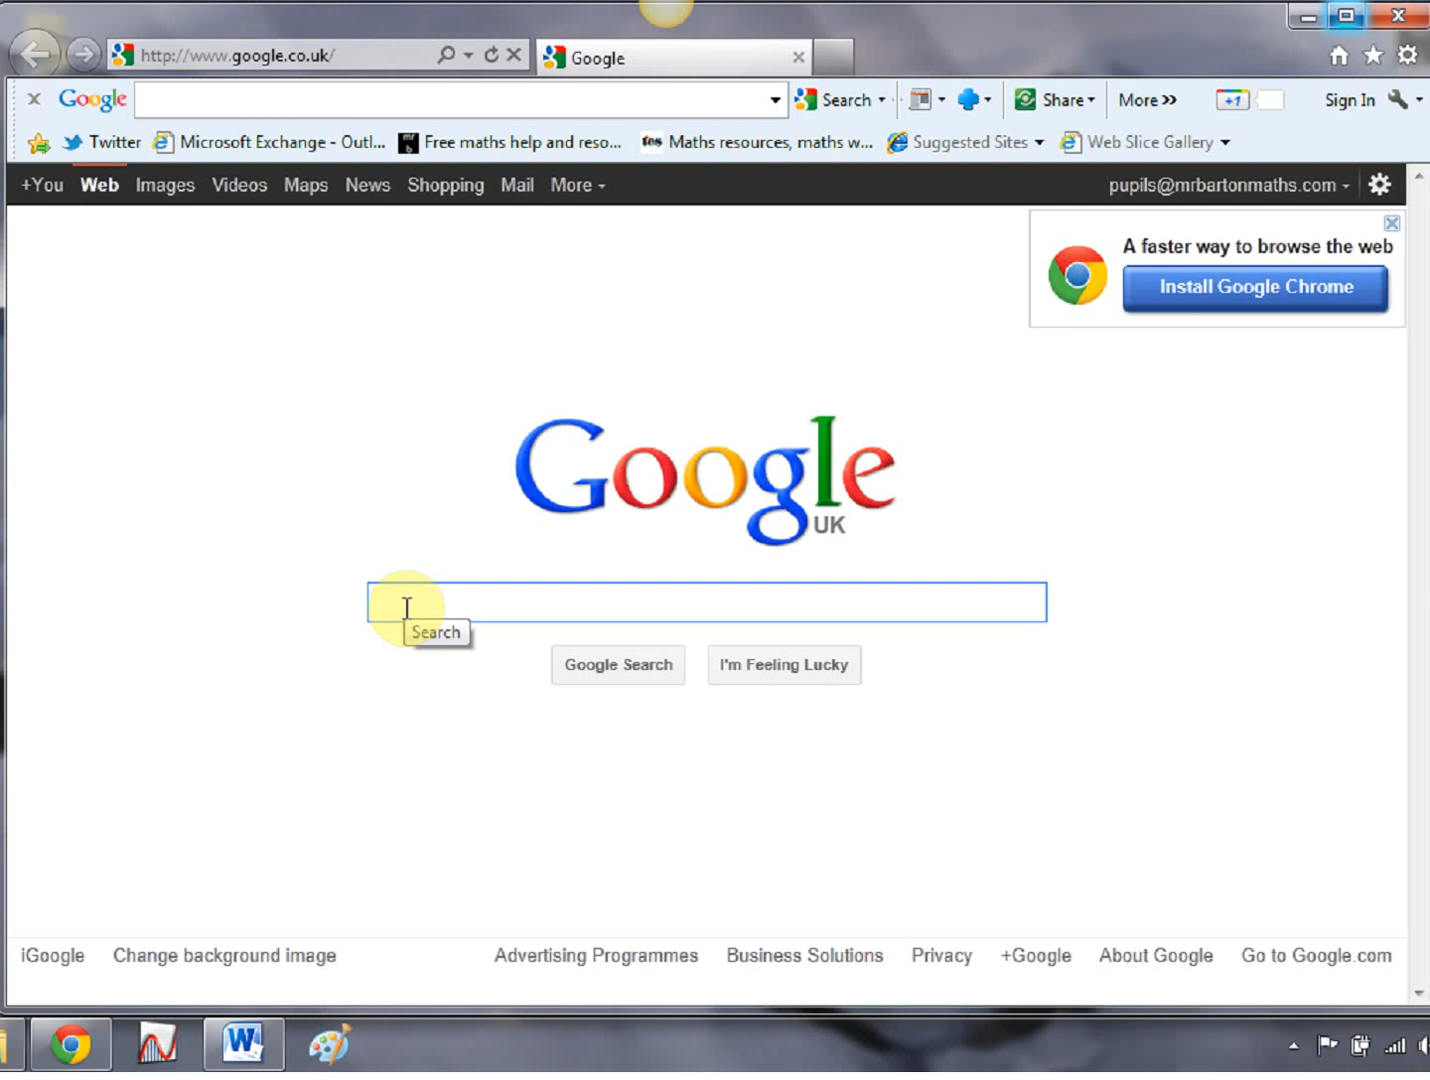 http://www.google.co.uk/
Google
Google
Search
Share
More »
+1
Sign In
Twitter
Microsoft Exchange - Outl...
Free maths help and reso...
tes
Maths resources, maths w...
Suggested Sites
Web Slice Gallery
+You Web Images Videos Maps News Shopping Mail More
pupils@mrbartonmaths.com
A faster way to browse the web
Install Google Chrome
Google
UK
Search
Google Search
I'm Feeling Lucky
iGoogle Change background image Advertising Programmes Business Solutions Privacy +Google About Google Go to Google.com
W